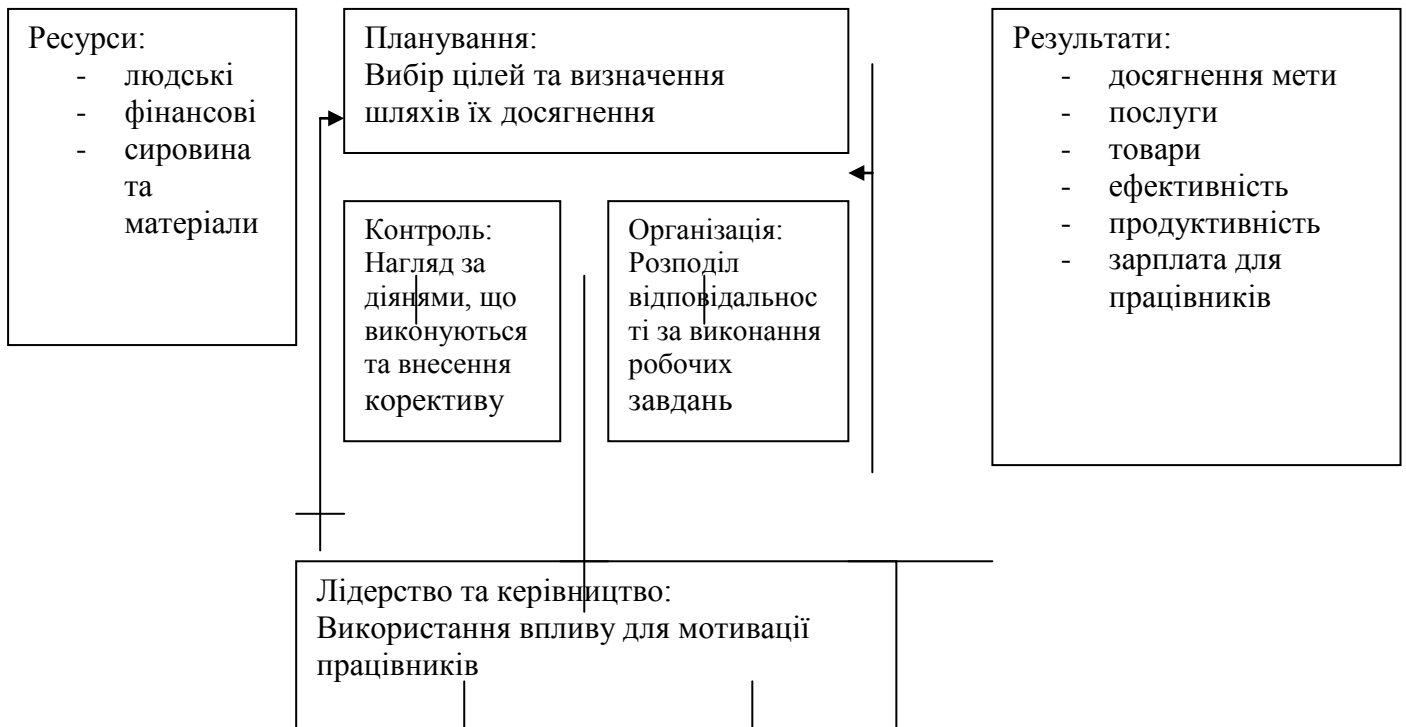 Ресурси:
- людські
- фінансові
- сировина
та
матеріали
Планування:
Вибір цілей та визначення
шляхів їх досягнення
Контроль:
Нагляд за
діянями, що
виконуються
та внесення
корективу
Організація:
Розподіл
відповідальнос
ті за виконання
робочих
завдань
Результати:
- досягнення мети
- послуги
- товари
- ефективність
- продуктивність
- зарплата для
працівників
Лідерство та керівництво:
Використання впливу для мотивації
працівників